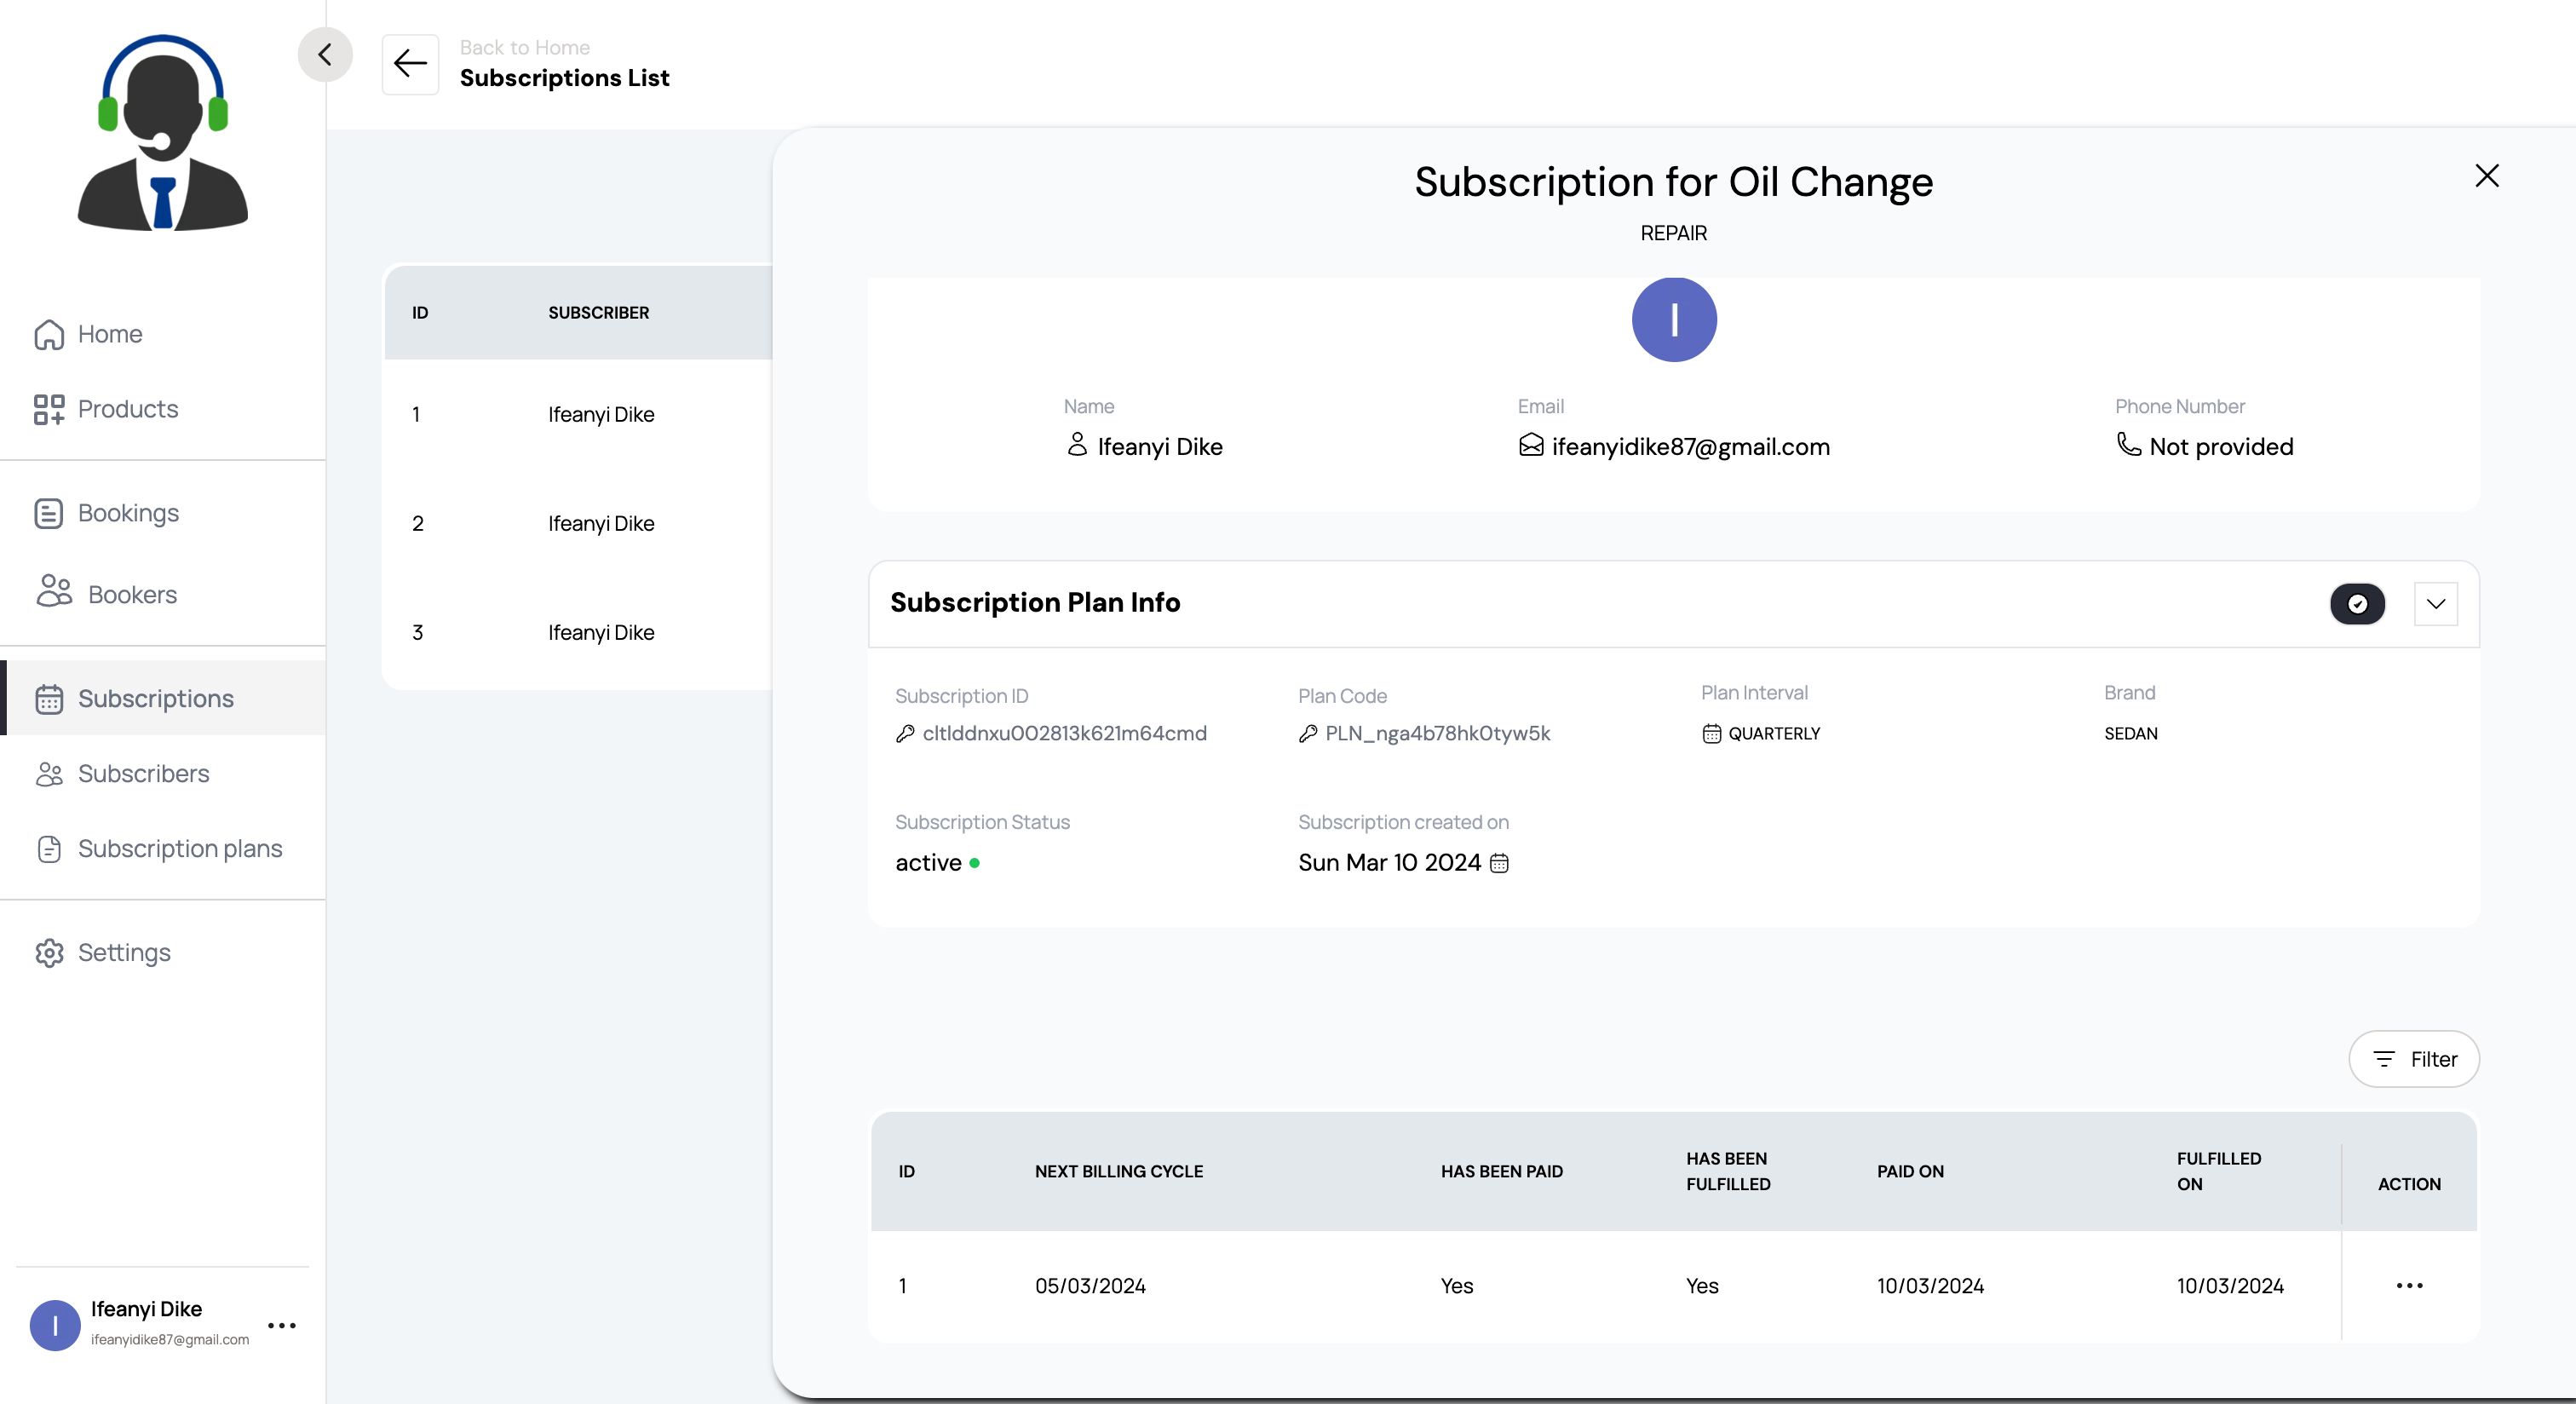 Back to Home
Subscriptions List
Home
Products
Bookings
Bookers
Subscriptions
Subscribers
Subscription plans
Settings
Ifeanyi Dike
ifeanyidike87@gmail.com
ID SUBSCRIBER
1 Ifeanyi Dike
2 Ifeanyi Dike
3 Ifeanyi Dike
Subscription for Oil Change
REPAIR
I
Name Email Phone Number
Ifeanyi Dike ifeanyidike87@gmail.com Not provided
Subscription Plan Info
Subscription ID Plan Code Plan Interval Brand
cltlddnxu002813k621m64cmd PLN_nga4b78hk0tyw5k QUARTERLY SEDAN
Subscription Status Subscription created on
active Sun Mar 10 2024
Filter
ID NEXT BILLING CYCLE HAS BEEN PAID HAS BEEN FULFILLED PAID ON FULFILLED ON ACTION
1 05/03/2024 Yes Yes 10/03/2024 10/03/2024
I